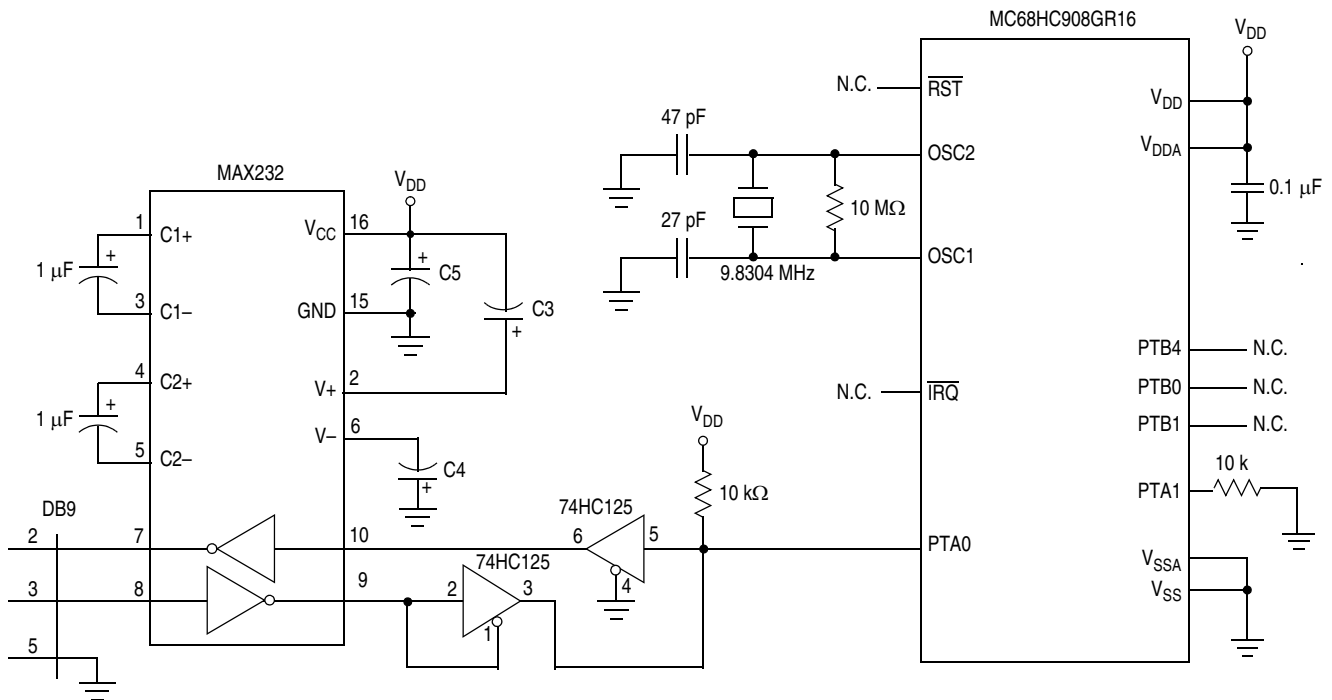 MC68HC908GR16
VDD
N.C.
RST
VDD
47 pF
OSC2
VDDA
MAX232
VDD
10 MΩ
0.1 μF
1
C1+
VCC
16
27 pF
OSC1
9.8304 MHz
1 μF
+
+
C5
3
C1–
GND
15
C3
+
4
C2+
V+
2
PTB4
N.C.
N.C.
IRQ
PTB0
N.C.
1 μF
+
VDD
V–
6
PTB1
N.C.
5
C2–
C4
+
10 k
10 kΩ
PTA1
DB9
74HC125
2
7
10
6
5
PTA0
74HC125
4
VSSA
3
8
9
2
3
VSS
1
5